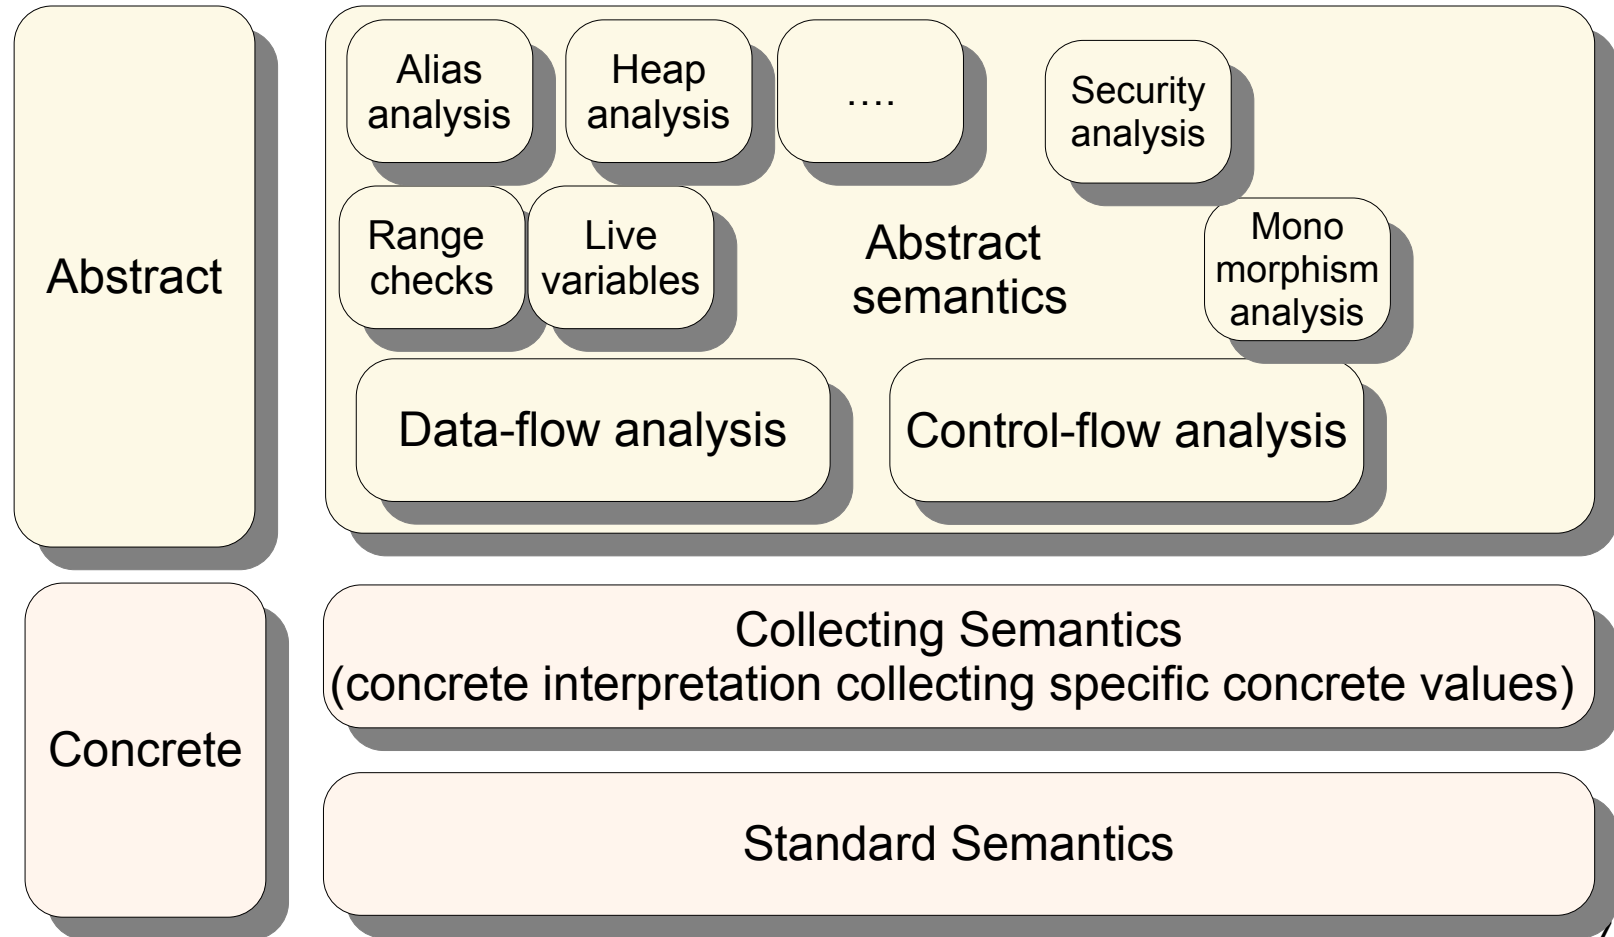 Abstract
Alias
analysis
Heap
analysis
....
Security
analysis
Range
checks
Live
variables
Abstract
semantics
Mono
morphism
analysis
Data-flow analysis
Control-flow analysis
Concrete
Collecting Semantics
(concrete interpretation collecting specific concrete values)
Standard Semantics